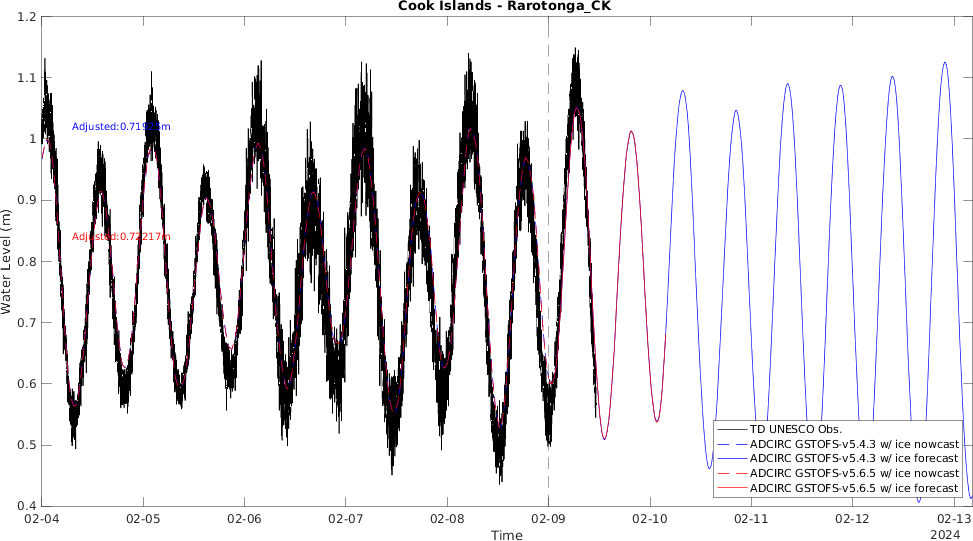 Cook Islands - Rarotonga_CK
1.2
1.1
1
0.9
0.8
0.7
0.6
0.5
0.4
Water Level (m)
Adjusted:0.72217m
TD UNESCO Obs.
ADCIRC GSTOFS-v5.4.3 w/ ice nowcast
ADCIRC GSTOFS-v5.4.3 w/ ice forecast
ADCIRC GSTOFS-v5.6.5 w/ ice nowcast
ADCIRC GSTOFS-v5.6.5 w/ ice forecast
02-04 02-05 02-06 02-07 02-08 02-09 02-10 02-11 02-12 02-13
Time
2024